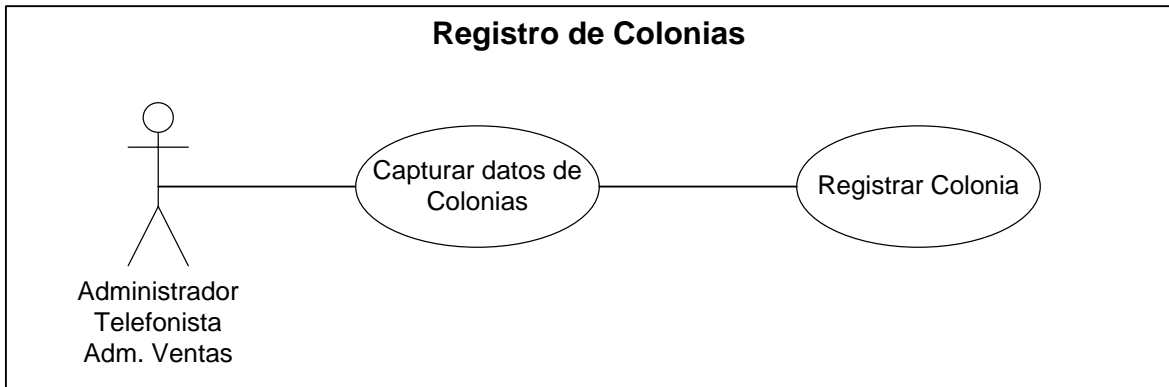 Registro de Colonias
Capturar datos de
Colonias
Registrar Colonia
Administrador
Telefonista
Adm. Ventas